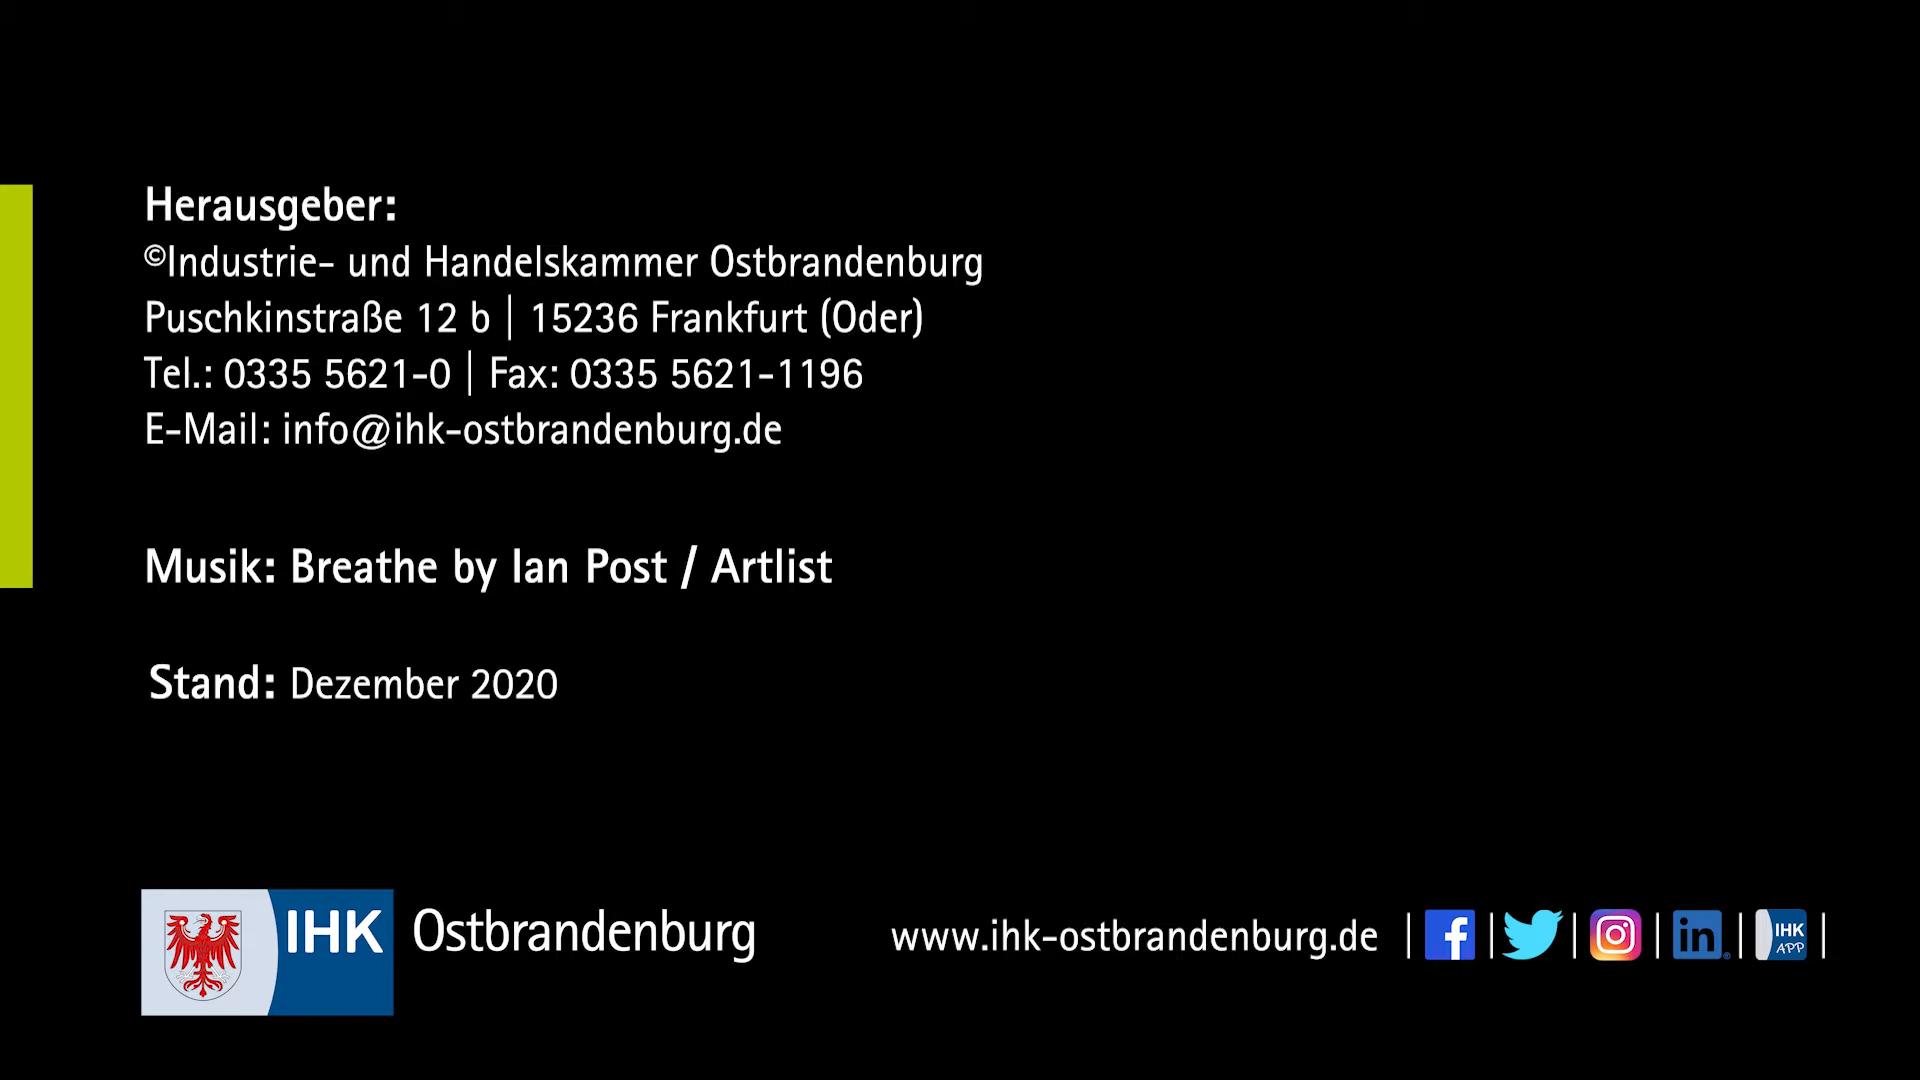 Herausgeber:
©Industrie- und Handelskammer Ostbrandenburg
Puschkinstraße 12 b | 15236 Frankfurt (Oder)
Tel.: 0335 5621-0 | Fax: 0335 5621-1196
E-Mail: info@ihk-ostbrandenburg.de
Musik: Breathe by Ian Post / Artlist
Stand: Dezember 2020
IHK Ostbrandenburg
www.ihk-ostbrandenburg.de | f | | | in® | IHK APP |